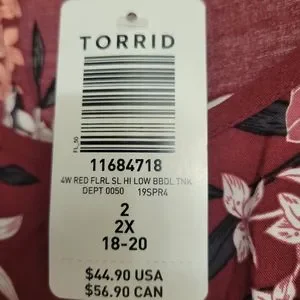 TORRID
FL_50
11684718
4W RED FLRL SL HI LOW BBDL TNK
DEPT 0050 19SPR4
2
2X
18-20
$44.90 USA
$56.90 CAN